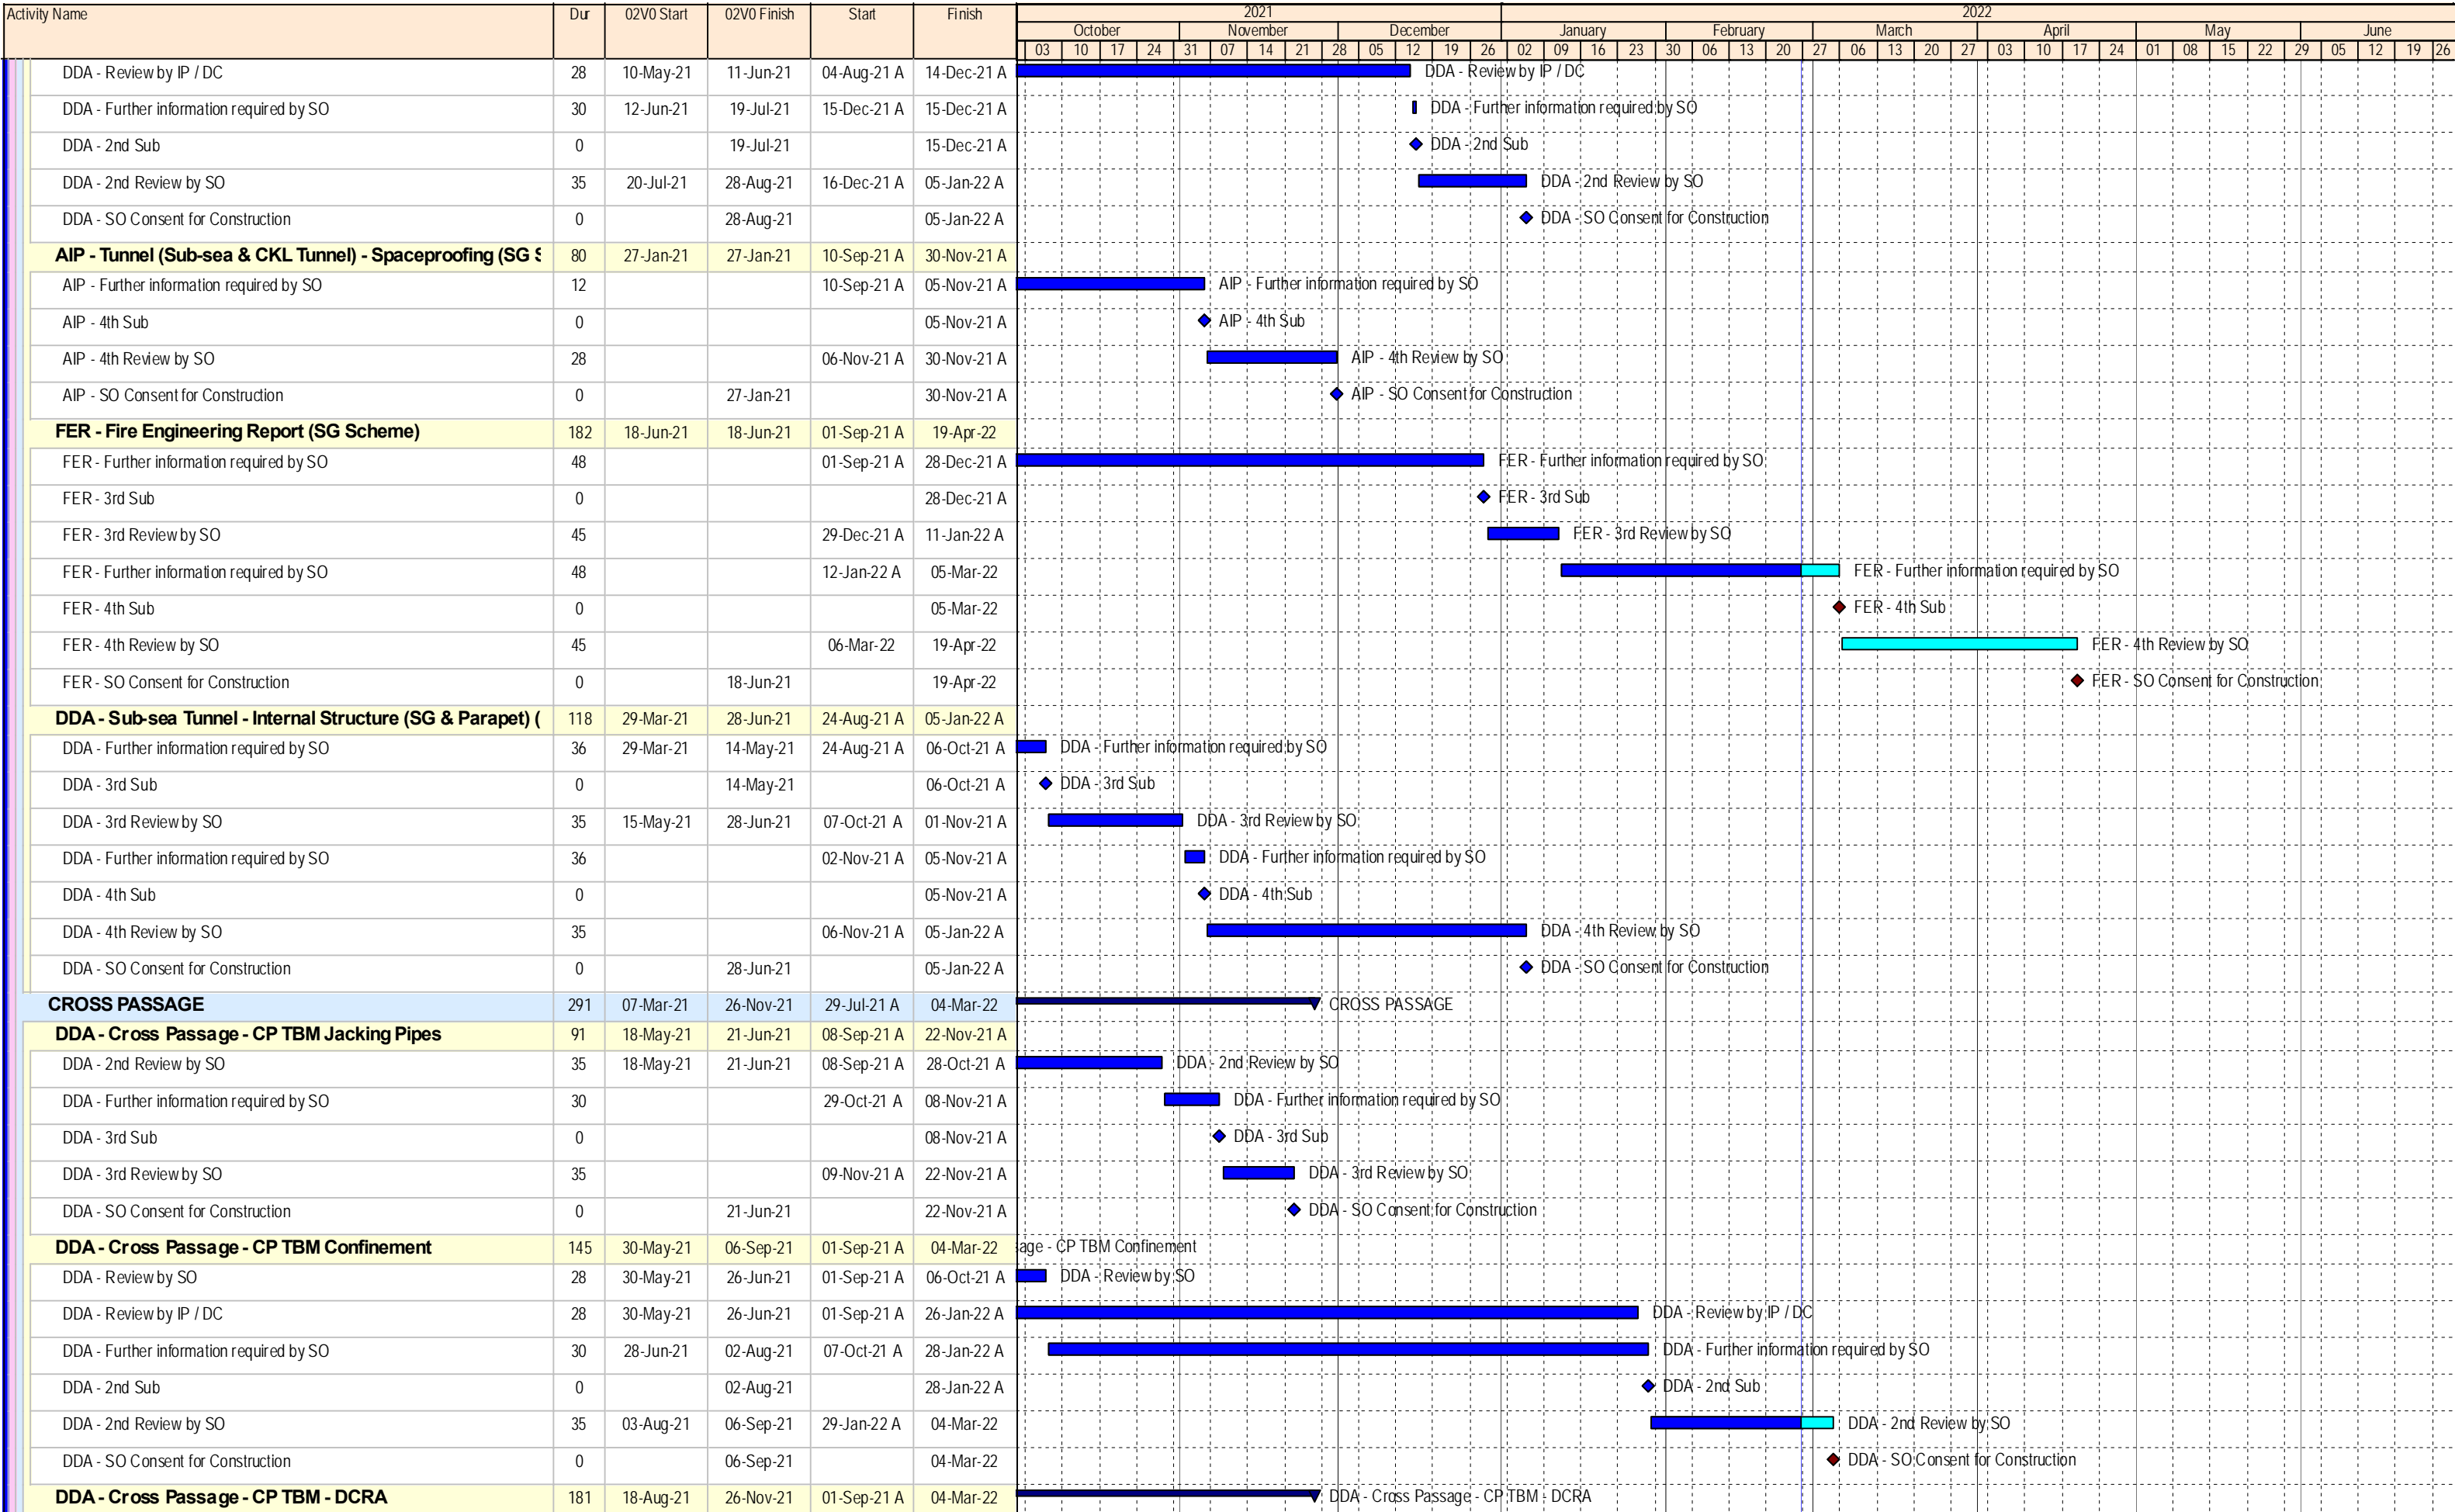 Activity Name Dur 02V0 Start 02V0 Finish Start Finish 2021 2022
October November December January February March April May June
03 10 17 24 31 07 14 21 28 05 12 19 26 02 09 16 23 30 06 13 20 27 06 13 20 27 03 10 17 24 01 08 15 22 29 05 12 19 26
DDA - Review by IP / DC 28 10-May-21 11-Jun-21 04-Aug-21 A 14-Dec-21 A DDA - Review by IP / DC
DDA - Further information required by SO 30 12-Jun-21 19-Jul-21 15-Dec-21 A 15-Dec-21 A DDA - Further information required by SO
DDA - 2nd Sub 0 19-Jul-21 15-Dec-21 A DDA - 2nd Sub
DDA - 2nd Review by SO 35 20-Jul-21 28-Aug-21 16-Dec-21 A 05-Jan-22 A DDA - 2nd Review by SO
DDA - SO Consent for Construction 0 28-Aug-21 05-Jan-22 A DDA - SO Consent for Construction
AIP - Tunnel (Sub-sea & CKL Tunnel) - Spaceproofing (SG S 80 27-Jan-21 27-Jan-21 10-Sep-21 A 30-Nov-21 A
AIP - Further information required by SO 12 10-Sep-21 A 05-Nov-21 A AIP - Further information required by SO
AIP - 4th Sub 0 05-Nov-21 A AIP - 4th Sub
AIP - 4th Review by SO 28 06-Nov-21 A 30-Nov-21 A AIP - 4th Review by SO
AIP - SO Consent for Construction 0 27-Jan-21 30-Nov-21 A AIP - SO Consent for Construction
FER - Fire Engineering Report (SG Scheme) 182 18-Jun-21 18-Jun-21 01-Sep-21 A 19-Apr-22
FER - Further information required by SO 48 01-Sep-21 A 28-Dec-21 A FER - Further information required by SO
FER - 3rd Sub 0 28-Dec-21 A FER - 3rd Sub
FER - 3rd Review by SO 45 29-Dec-21 A 11-Jan-22 A FER - 3rd Review by SO
FER - Further information required by SO 48 12-Jan-22 A 05-Mar-22 FER - Further information required by SO
FER - 4th Sub 0 05-Mar-22 FER - 4th Sub
FER - 4th Review by SO 45 06-Mar-22 19-Apr-22 FER - 4th Review by SO
FER - SO Consent for Construction 0 18-Jun-21 19-Apr-22 FER - SO Consent for Construction
DDA - Sub-sea Tunnel - Internal Structure (SG & Parapet) ( 118 29-Mar-21 28-Jun-21 24-Aug-21 A 05-Jan-22 A
DDA - Further information required by SO 36 29-Mar-21 14-May-21 24-Aug-21 A 06-Oct-21 A DDA - Further information required by SO
DDA - 3rd Sub 0 14-May-21 06-Oct-21 A DDA - 3rd Sub
DDA - 3rd Review by SO 35 15-May-21 28-Jun-21 07-Oct-21 A 01-Nov-21 A DDA - 3rd Review by SO
DDA - Further information required by SO 36 02-Nov-21 A 05-Nov-21 A DDA - Further information required by SO
DDA - 4th Sub 0 05-Nov-21 A DDA - 4th Sub
DDA - 4th Review by SO 35 06-Nov-21 A 05-Jan-22 A DDA - 4th Review by SO
DDA - SO Consent for Construction 0 28-Jun-21 05-Jan-22 A DDA - SO Consent for Construction
CROSS PASSAGE 291 07-Mar-21 26-Nov-21 29-Jul-21 A 04-Mar-22 CROSS PASSAGE
DDA - Cross Passage - CP TBM Jacking Pipes 91 18-May-21 21-Jun-21 08-Sep-21 A 22-Nov-21 A
DDA - 2nd Review by SO 35 18-May-21 21-Jun-21 08-Sep-21 A 28-Oct-21 A DDA - 2nd Review by SO
DDA - Further information required by SO 30 29-Oct-21 A 08-Nov-21 A DDA - Further information required by SO
DDA - 3rd Sub 0 08-Nov-21 A DDA - 3rd Sub
DDA - 3rd Review by SO 35 09-Nov-21 A 22-Nov-21 A DDA - 3rd Review by SO
DDA - SO Consent for Construction 0 21-Jun-21 22-Nov-21 A DDA - SO Consent for Construction
DDA - Cross Passage - CP TBM Confinement 145 30-May-21 06-Sep-21 01-Sep-21 A 04-Mar-22 age - CP TBM Confinement
DDA - Review by SO 28 30-May-21 26-Jun-21 01-Sep-21 A 06-Oct-21 A DDA - Review by SO
DDA - Review by IP / DC 28 30-May-21 26-Jun-21 01-Sep-21 A 26-Jan-22 A DDA - Review by IP / DC
DDA - Further information required by SO 30 28-Jun-21 02-Aug-21 07-Oct-21 A 28-Jan-22 A DDA - Further information required by SO
DDA - 2nd Sub 0 02-Aug-21 28-Jan-22 A DDA - 2nd Sub
DDA - 2nd Review by SO 35 03-Aug-21 06-Sep-21 29-Jan-22 A 04-Mar-22 DDA - 2nd Review by SO
DDA - SO Consent for Construction 0 06-Sep-21 04-Mar-22 DDA - SO Consent for Construction
DDA - Cross Passage - CP TBM - DCRA 181 18-Aug-21 26-Nov-21 01-Sep-21 A 04-Mar-22 DDA - Cross Passage - CP TBM - DCRA